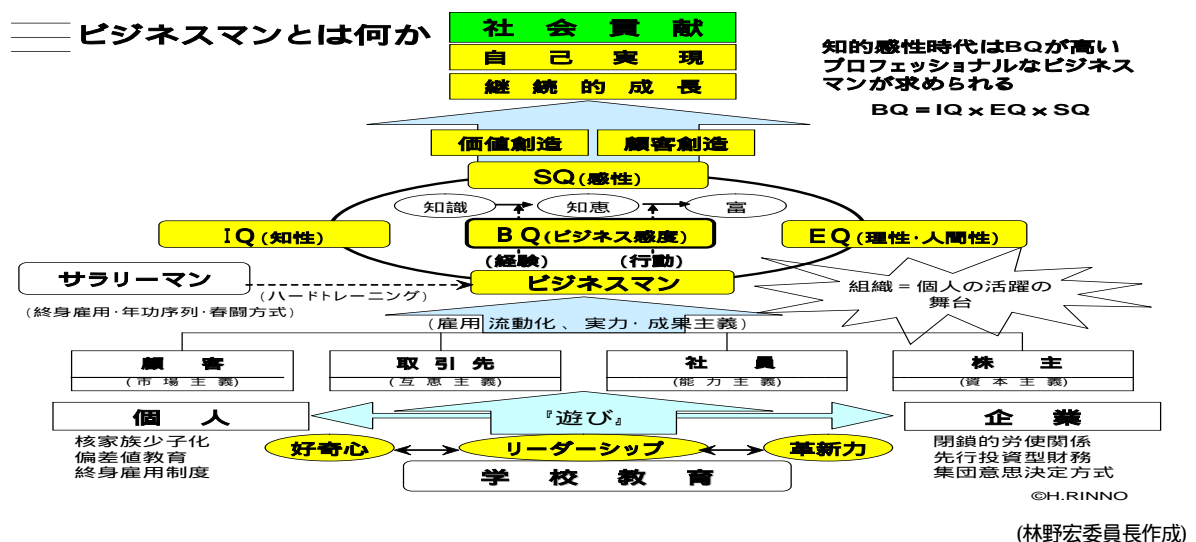 ビジネスマンとは何か
社会貢献
自己実現
継続的成長
知的感性時代はBQが高い
プロフェッショナルなビジネス
マンが求められる
BQ=IQ×EQ×SQ
価値創造
顧客創造
SQ(感性)
知識
知恵
富
IQ(知性)
BQ(ビジネス感度)
EQ(理性・人間性)
(経験)
(行動)
サラリーマン
(ハードトレーニング)
ビジネスマン
組織=個人の活躍の
舞台
(終身雇用・年功序列・春闘方式)
(雇用流動化、実力・成果主義)
顧客
(市場主義)
取引先
(互恵主義)
社員
(能力主義)
株主
(資本主義)
個人
『遊び』
企業
核家族少子化
偏差値教育
終身雇用制度
好奇心
リーダーシップ
革新力
閉鎖的労使関係
先行投資型財務
集団意思決定方式
学校教育
©H.RINNO
(林野宏委員長作成)